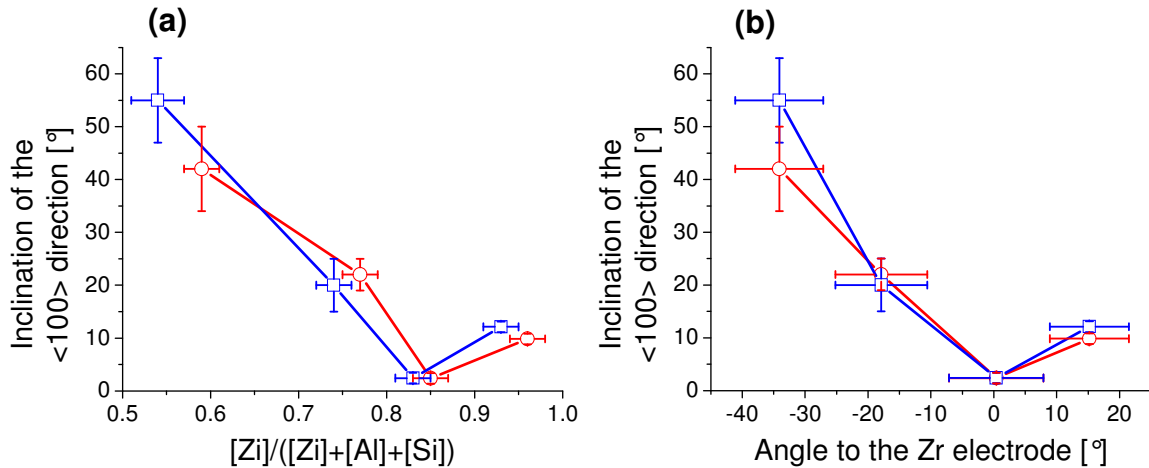 (a)
Inclination of the
<100> direction [°]
60
50
40
30
20
10
0
0.5 0.6 0.7 0.8 0.9 1.0
[Zi]/([Zi]+[Al]+[Si])
(b)
Inclination of the
<100> direction [°]
60
50
40
30
20
10
0
-40 -30 -20 -10 0 10 20
Angle to the Zr electrode [°]